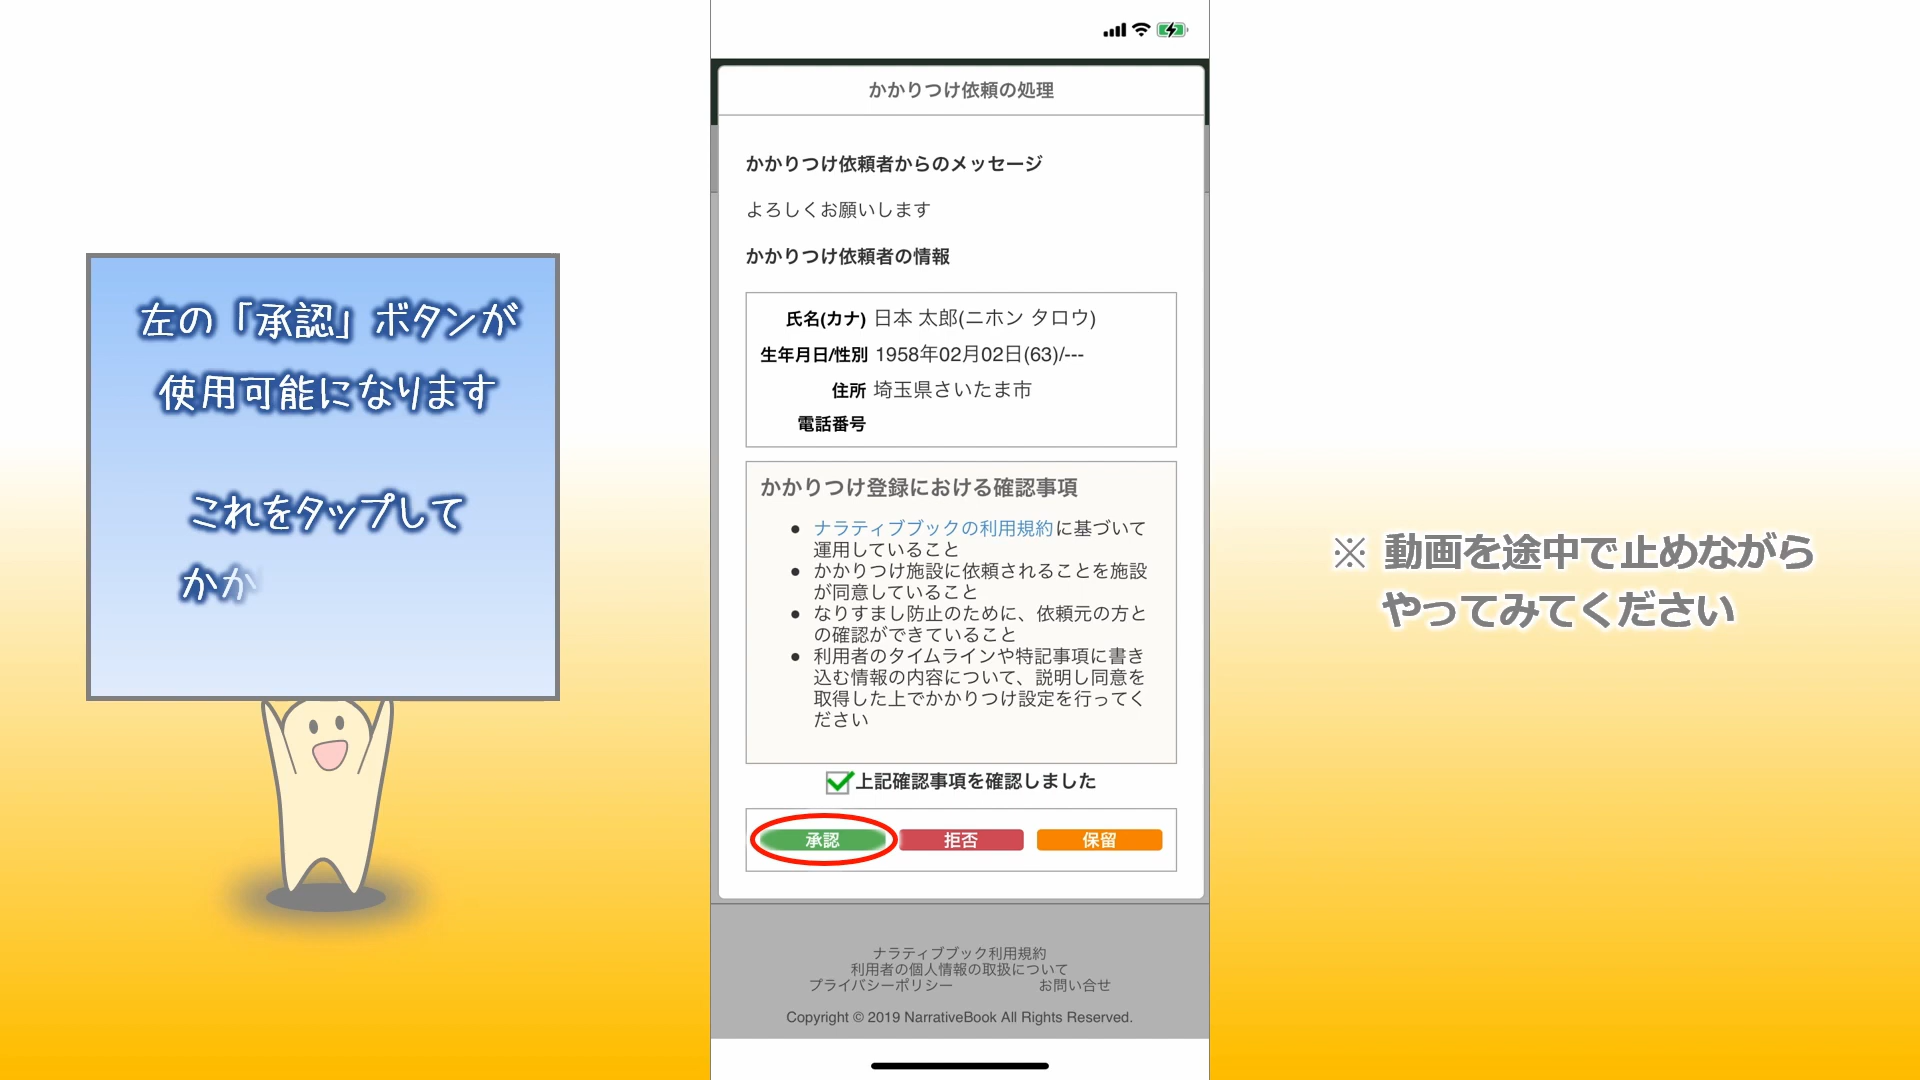 左の「承認」ボタンが
使用可能になります
これをタップして
かか
かかりつけ依頼の処理
かかりつけ依頼者からのメッセージ
よろしくお願いします
かかりつけ依頼者の情報
氏名(カナ) 日本 太郎(ニホン タロウ)
生年月日/性別 1958年02月02日(63)/---
住所 埼玉県さいたま市
電話番号
かかりつけ登録における確認事項
● ナラティブブックの利用規約に基づいて
運用していること
● かかりつけ施設に依頼されることを施設
が同意していること
● なりすまし防止のために、依頼元の方と
の確認ができていること
● 利用者のタイムラインや特記事項に書き
込む情報の内容について、説明し同意を
取得した上でかかりつけ設定を行ってく
ださい
上記確認事項を確認しました
承認 拒否 保留
ナラティブブック利用規約
利用者の個人情報の取扱について
プライバシーポリシー お問い合せ
Copyright © 2019 NarrativeBook All Rights Reserved.
※ 動画を途中で止めながら
やってみてください